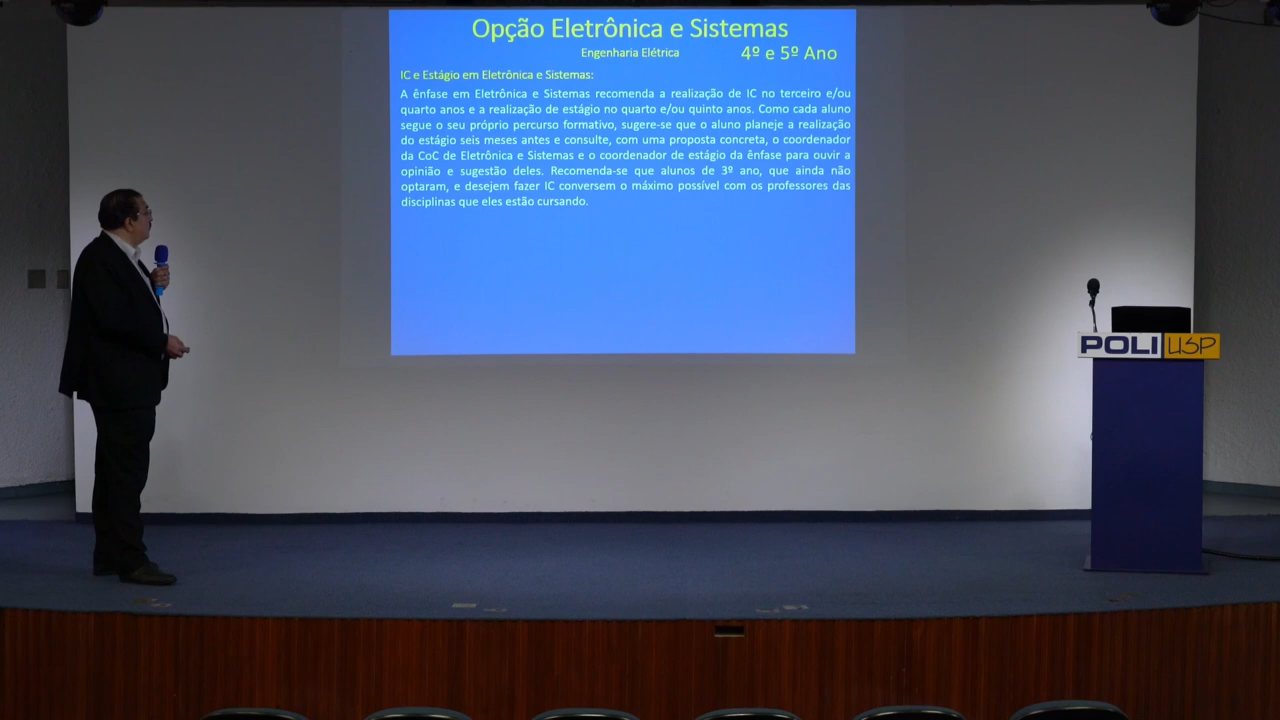 Opção Eletrônica e Sistemas
Engenharia Elétrica
4º e 5º Ano
IC e Estágio em Eletrônica e Sistemas:
A ênfase em Eletrônica e Sistemas recomenda a realização de IC no terceiro e/ou
quarto anos e a realização de estágio no quarto e/ou quinto anos. Como cada aluno
segue o seu próprio percurso formativo, sugere-se que o aluno planeje a realização
do estágio seis meses antes e consulte, com uma proposta concreta, o coordenador
da CoC de Eletrônica e Sistemas e o coordenador de estágio da ênfase para ouvir a
opinião e sugestão deles. Recomenda-se que alunos de 3º ano, que ainda não
optaram, e desejem fazer IC conversem o máximo possível com os professores das
disciplinas que eles estão cursando.
POLI USP